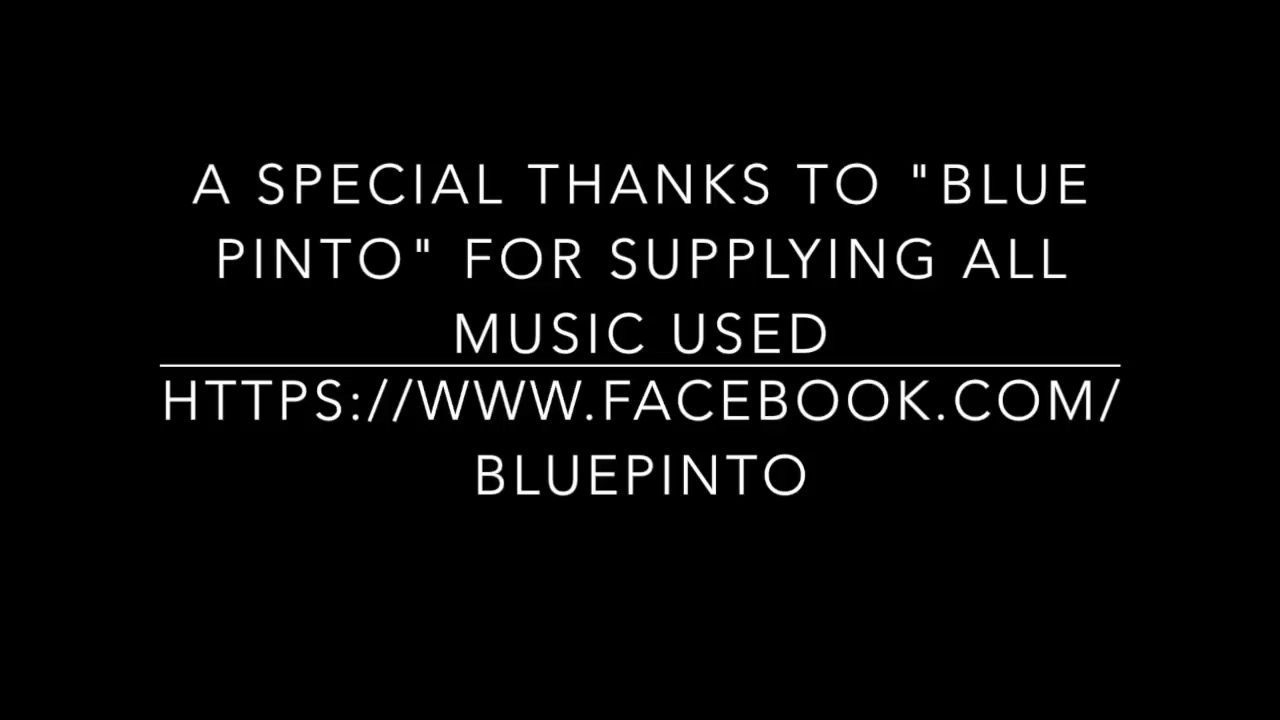 A SPECIAL THANKS TO "BLUE
PINTO" FOR SUPPLYING ALL
MUSIC USED
HTTPS://WWW.FACEBOOK.COM/
BLUEPINTO